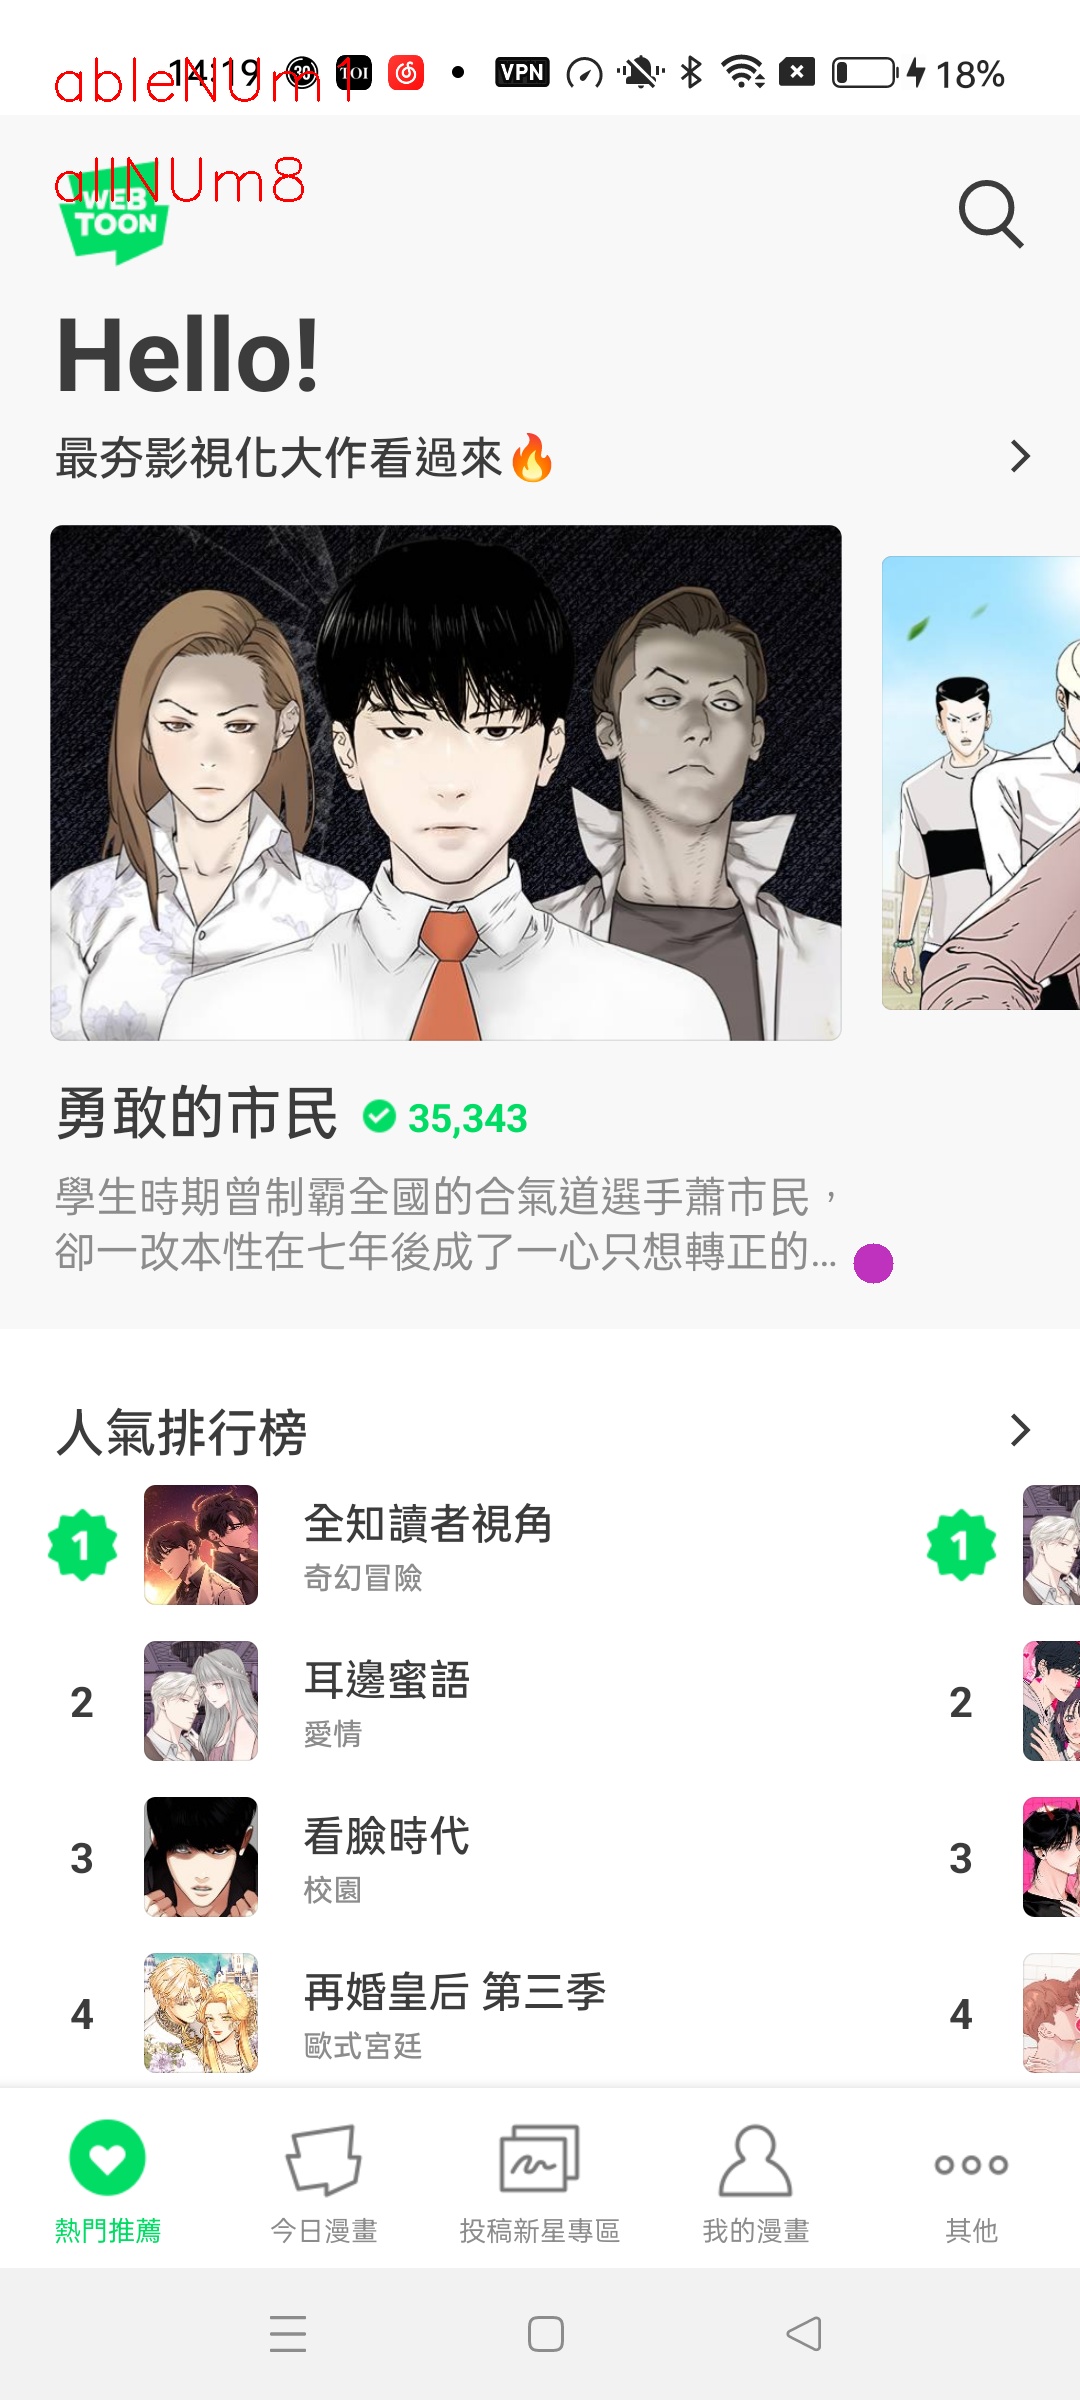 ableNUm1
14:19
30
TOI
VPN
18%
allNUm8
WEB
TOON
Hello!
最夯影視化大作看過來🔥
勇敢的市民 35,343
學生時期曾制霸全國的合氣道選手蕭市民，
卻一改本性在七年後成了一心只想轉正的...
人氣排行榜
1 全知讀者視角 1
奇幻冒險
2 耳邊蜜語 2
愛情
3 看臉時代 3
校園
4 再婚皇后 第三季 4
歐式宮廷
熱門推薦 今日漫畫 投稿新星專區 我的漫畫 其他